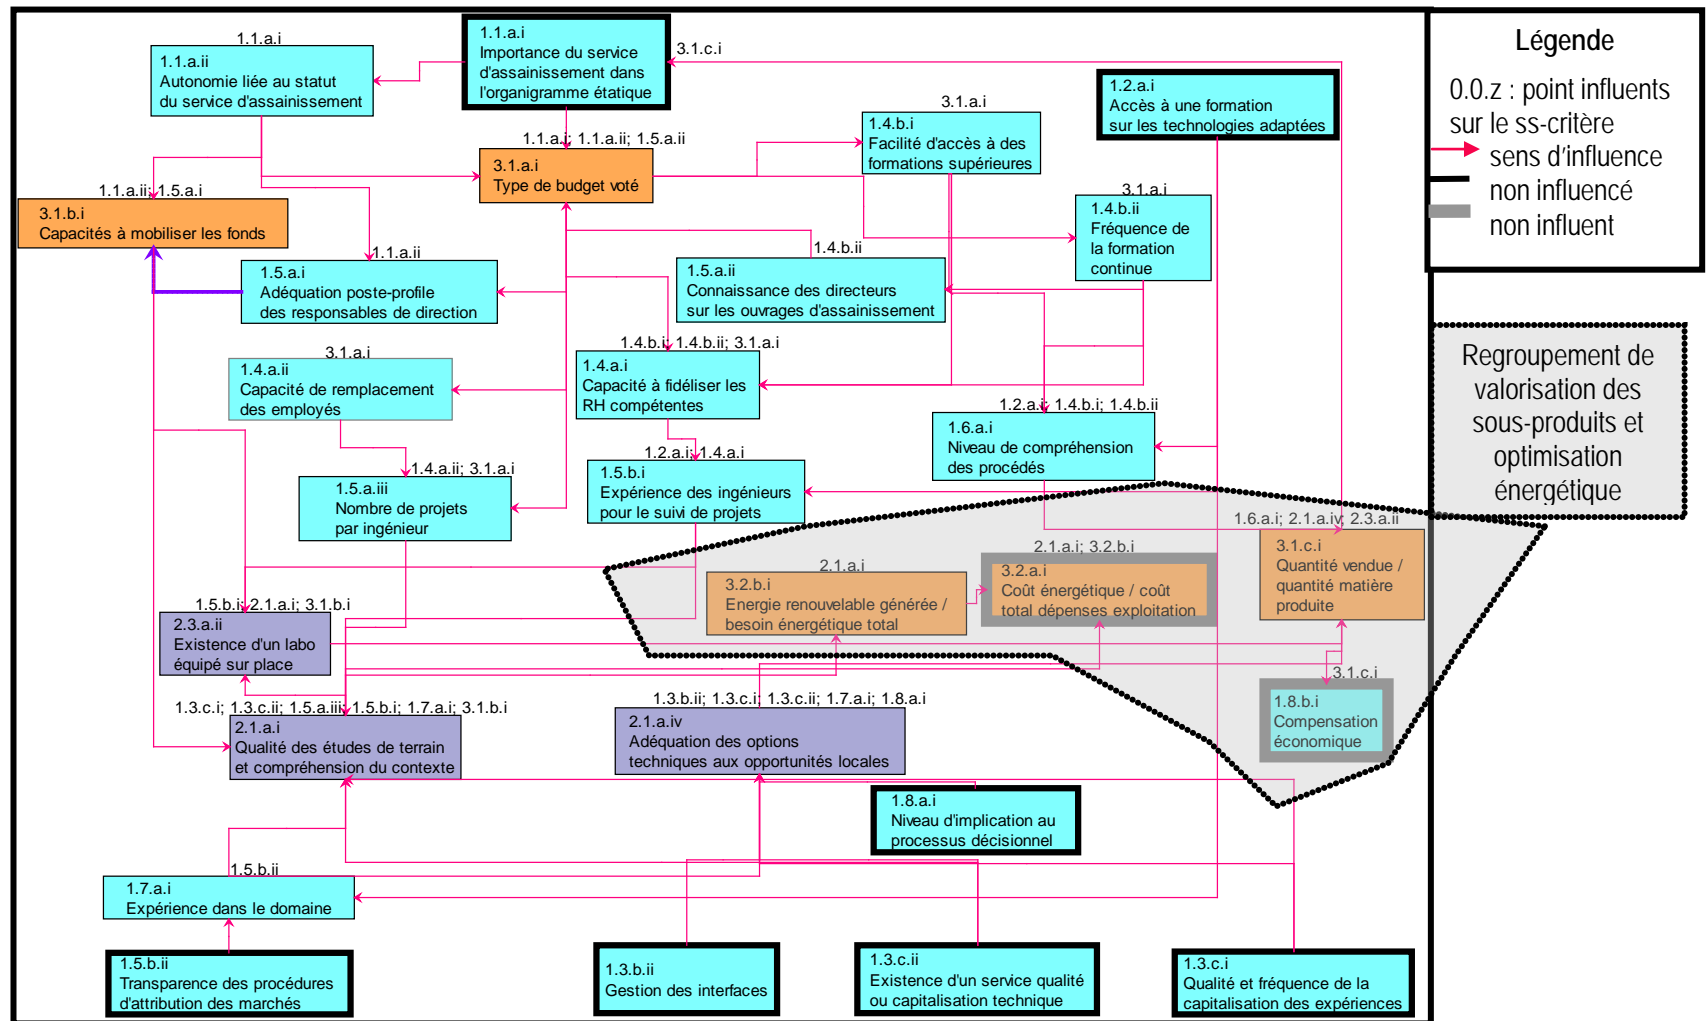 1.1.a.i
1.1.a.ii
Autonomie liée au statut
du service d'assainissement
1.1.a.i
Importance du service
d'assainissement dans
l'organigramme étatique
3.1.c.i
1.2.a.i
Accès à une formation
sur les technologies adaptées
3.1.a.i
1.4.b.i
Facilité d'accès à des
formations supérieures
1.1.a.i; 1.1.a.ii; 1.5.a.ii
3.1.a.i
Type de budget voté
1.1.a.ii; 1.5.a.i
3.1.b.i
Capacités à mobiliser les fonds
3.1.a.i
1.4.b.ii
Fréquence de
la formation
continue
1.1.a.ii
1.5.a.i
Adéquation poste-profile
des responsables de direction
1.4.b.ii
1.5.a.ii
Connaissance des directeurs
sur les ouvrages d'assainissement
3.1.a.i
1.4.a.ii
Capacité de remplacement
des employés
1.4.b.i; 1.4.b.ii; 3.1.a.i
1.4.a.i
Capacité à fidéliser les
RH compétentes
1.2.a.i; 1.4.b.i; 1.4.b.ii
1.6.a.i
Niveau de compréhension
des procédés
1.4.a.ii; 3.1.a.i
1.5.a.iii
Nombre de projets
par ingénieur
1.2.a.i; 1.4.a.i
1.5.b.i
Expérience des ingénieurs
pour le suivi de projets
1.6.a.i; 2.1.a.iv; 2.3.a.ii
3.1.c.i
Quantité vendue /
quantité matière
produite
2.1.a.i
3.2.b.i
Energie renouvelable générée /
besoin énergétique total
2.1.a.i; 3.2.b.i
3.2.a.i
Coût énergétique / coût
total dépenses exploitation
1.5.b.i; 2.1.a.i; 3.1.b.i
2.3.a.ii
Existence d'un labo
équipé sur place
3.1.c.i
1.8.b.i
Compensation
économique
1.3.c.i; 1.3.c.ii; 1.5.a.iii; 1.5.b.i; 1.7.a.i; 3.1.b.i
2.1.a.i
Qualité des études de terrain
et compréhension du contexte
1.3.b.ii; 1.3.c.i; 1.3.c.ii; 1.7.a.i; 1.8.a.i
2.1.a.iv
Adéquation des options
techniques aux opportunités locales
1.8.a.i
Niveau d'implication au
processus décisionnel
1.5.b.ii
1.7.a.i
Expérience dans le domaine
1.5.b.ii
Transparence des procédures
d'attribution des marchés
1.3.b.ii
Gestion des interfaces
1.3.c.ii
Existence d'un service qualité
ou capitalisation technique
1.3.c.i
Qualité et fréquence de la
capitalisation des expériences
Légende
0.0.z : point influents
sur le ss-critère
sens d'influence
non influencé
non influent
Regroupement de
valorisation des
sous-produits et
optimisation
énergétique